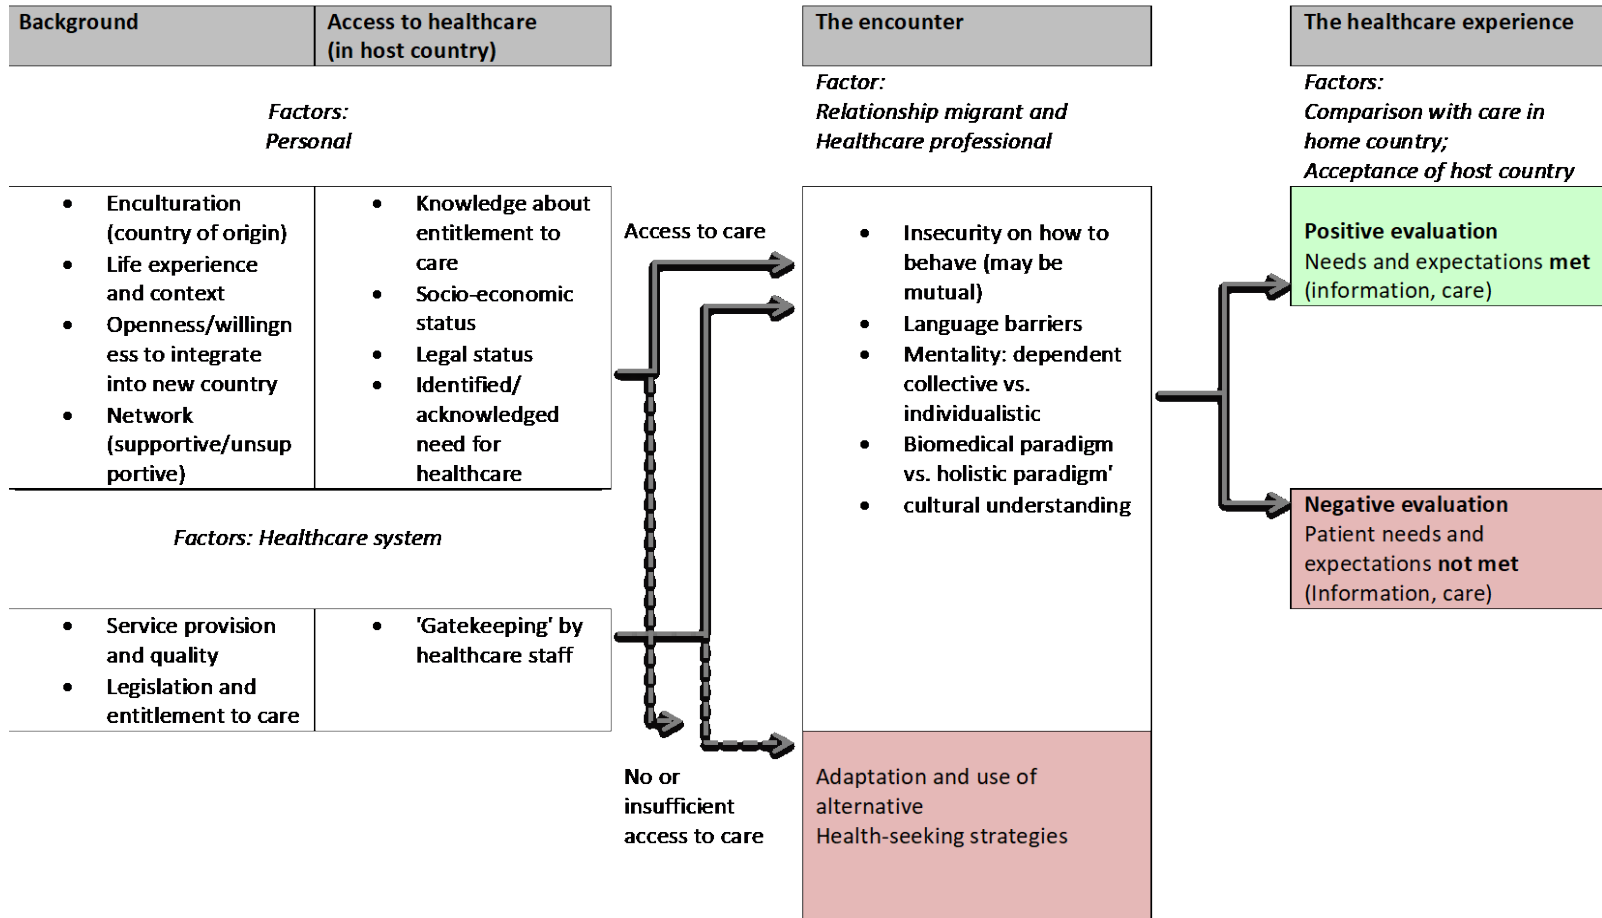 Background
Access to healthcare
(in host country)
The encounter
The healthcare experience
Factors:
Personal
Factor:
Relationship migrant and
Healthcare professional
Factors:
Comparison with care in
home country;
Acceptance of host country
• Enculturation
(country of origin)
• Life experience
and context
• Openness/willingn
ess to integrate
into new country
• Network
(supportive/unsup
portive)
• Knowledge about
entitlement to
care
• Socio-economic
status
• Legal status
• Identified/
acknowledged
need for
healthcare
Access to care
• Insecurity on how to
behave (may be
mutual)
• Language barriers
• Mentality: dependent
collective vs.
individualistic
• Biomedical paradigm
vs. holistic paradigm'
• cultural understanding
Positive evaluation
Needs and expectations met
(information, care)
Negative evaluation
Patient needs and
expectations not met
(Information, care)
Factors: Healthcare system
• Service provision
and quality
• Legislation and
entitlement to care
• 'Gatekeeping' by
healthcare staff
No or
insufficient
access to care
Adaptation and use of
alternative
Health-seeking strategies